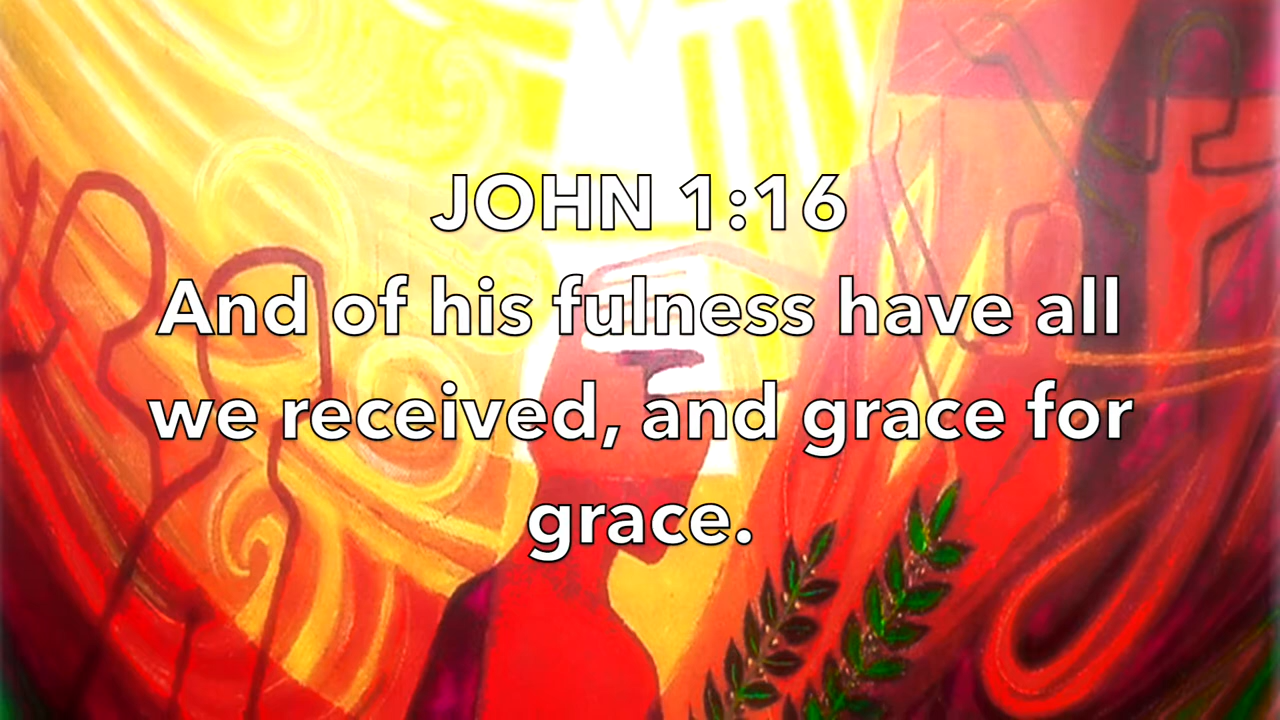 JOHN 1:16
And of his fulness have all
we received, and grace for
grace.